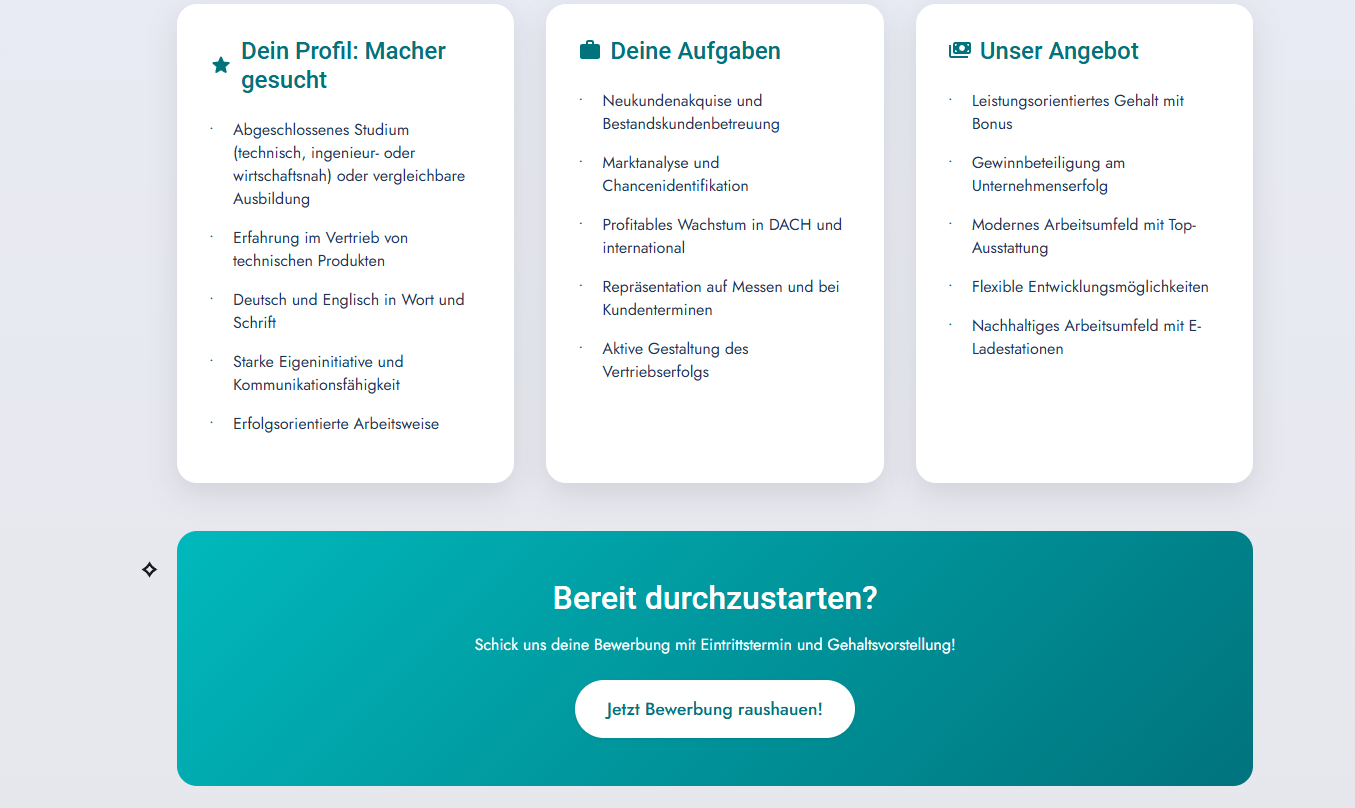 Dein Profil: Macher
gesucht
· Abgeschlossenes Studium
(technisch, ingenieur- oder
wirtschaftsnah) oder vergleichbare
Ausbildung
· Erfahrung im Vertrieb von
technischen Produkten
· Deutsch und Englisch in Wort und
Schrift
· Starke Eigeninitiative und
Kommunikationsfähigkeit
· Erfolgsorientierte Arbeitsweise
Deine Aufgaben
· Neukundenakquise und
Bestandskundenbetreuung
· Marktanalyse und
Chancenidentifikation
· Profitables Wachstum in DACH und
international
· Repräsentation auf Messen und bei
Kundenterminen
· Aktive Gestaltung des
Vertriebserfolgs
Unser Angebot
· Leistungsorientiertes Gehalt mit
Bonus
· Gewinnbeteiligung am
Unternehmenserfolg
· Modernes Arbeitsumfeld mit Top-
Ausstattung
· Flexible Entwicklungsmöglichkeiten
· Nachhaltiges Arbeitsumfeld mit E-
Ladestationen
Bereit durchzustarten?
Schick uns deine Bewerbung mit Eintrittstermin und Gehaltsvorstellung!
Jetzt Bewerbung raushauen!